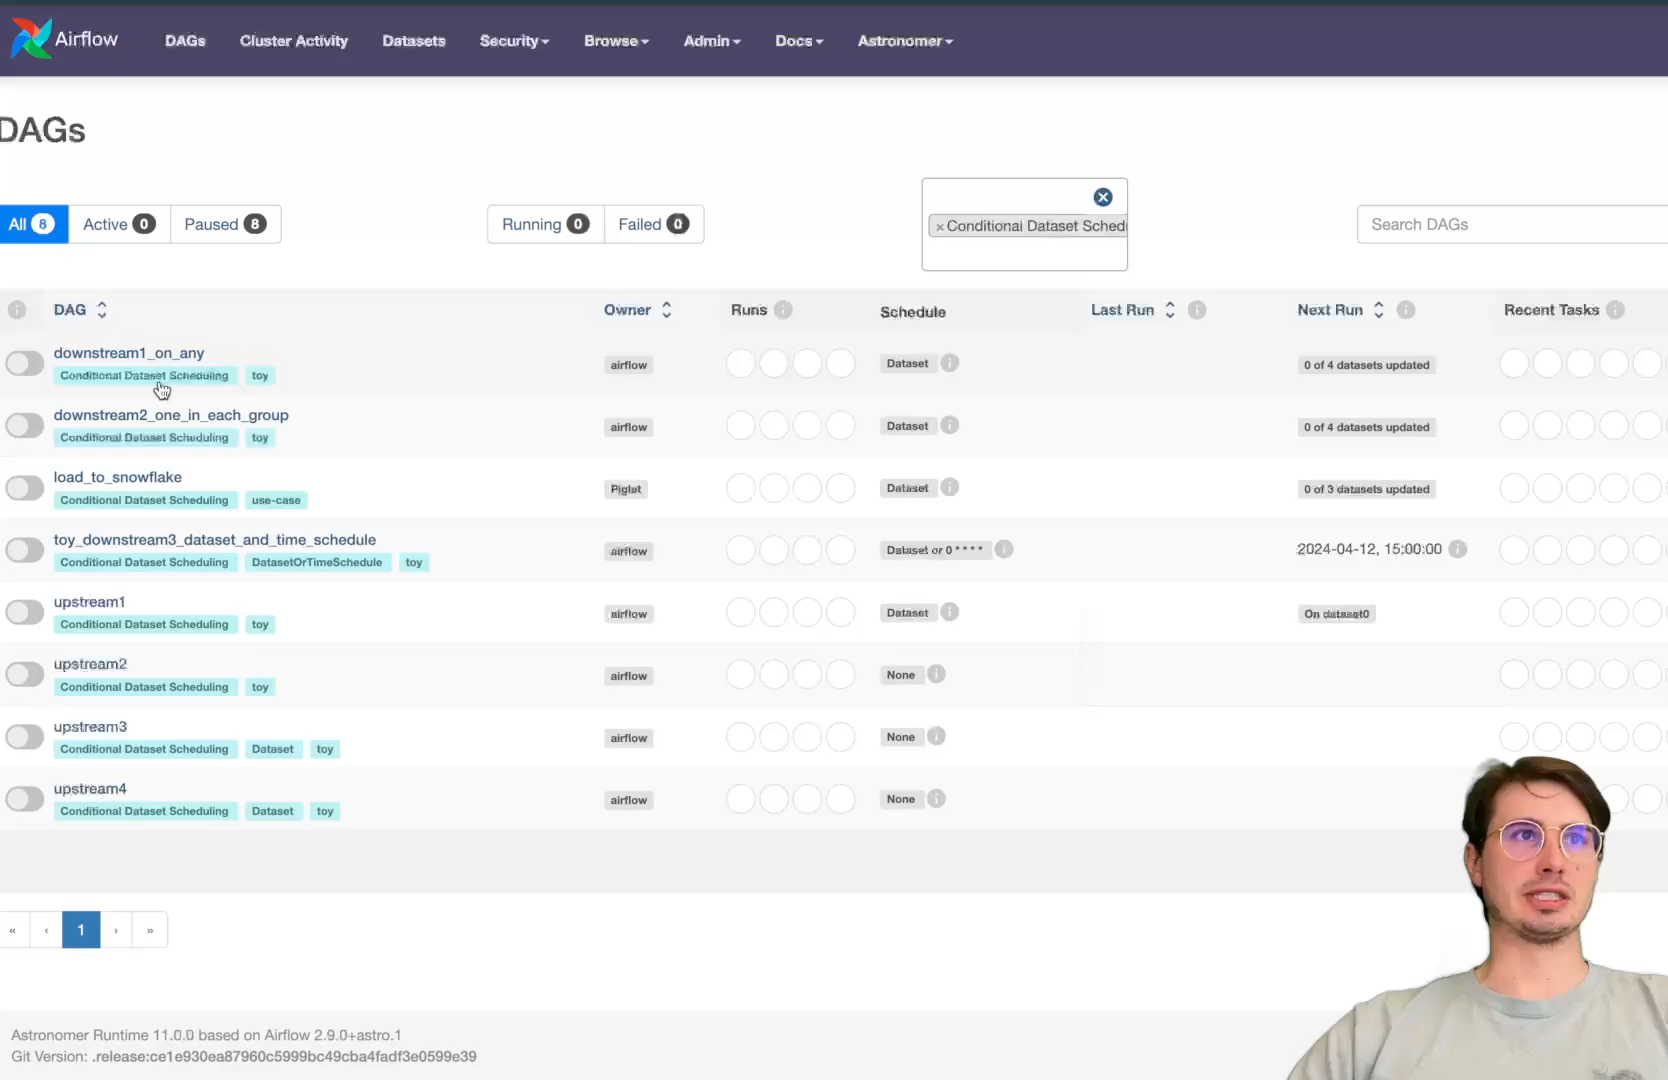 Airflow DAGs Cluster Activity Datasets Security Browse Admin Docs Astronomer
DAGs
All 8 Active 0 Paused 8 Running 0 Failed 0 × Conditional Dataset Sched Search DAGs
DAG Owner Runs Schedule Last Run Next Run Recent Tasks
downstream1_on_any
Conditional Dataset Scheduling toy airflow Dataset 0 of 4 datasets updated
downstream2_one_in_each_group
Conditional Dataset Scheduling toy airflow Dataset 0 of 4 datasets updated
load_to_snowflake
Conditional Dataset Scheduling use-case Piglet Dataset 0 of 3 datasets updated
toy_downstream3_dataset_and_time_schedule
Conditional Dataset Scheduling DatasetOrTimeSchedule toy airflow Dataset or 0 * * * * 2024-04-12, 15:00:00
upstream1
Conditional Dataset Scheduling toy airflow Dataset On dataset0
upstream2
Conditional Dataset Scheduling toy airflow None
upstream3
Conditional Dataset Scheduling Dataset toy airflow None
upstream4
Conditional Dataset Scheduling Dataset toy airflow None
« ‹ 1 › »
Astronomer Runtime 11.0.0 based on Airflow 2.9.0+astro.1
Git Version: .release:ce1e930ea87960c5999bc49cba4fadf3e0599e39